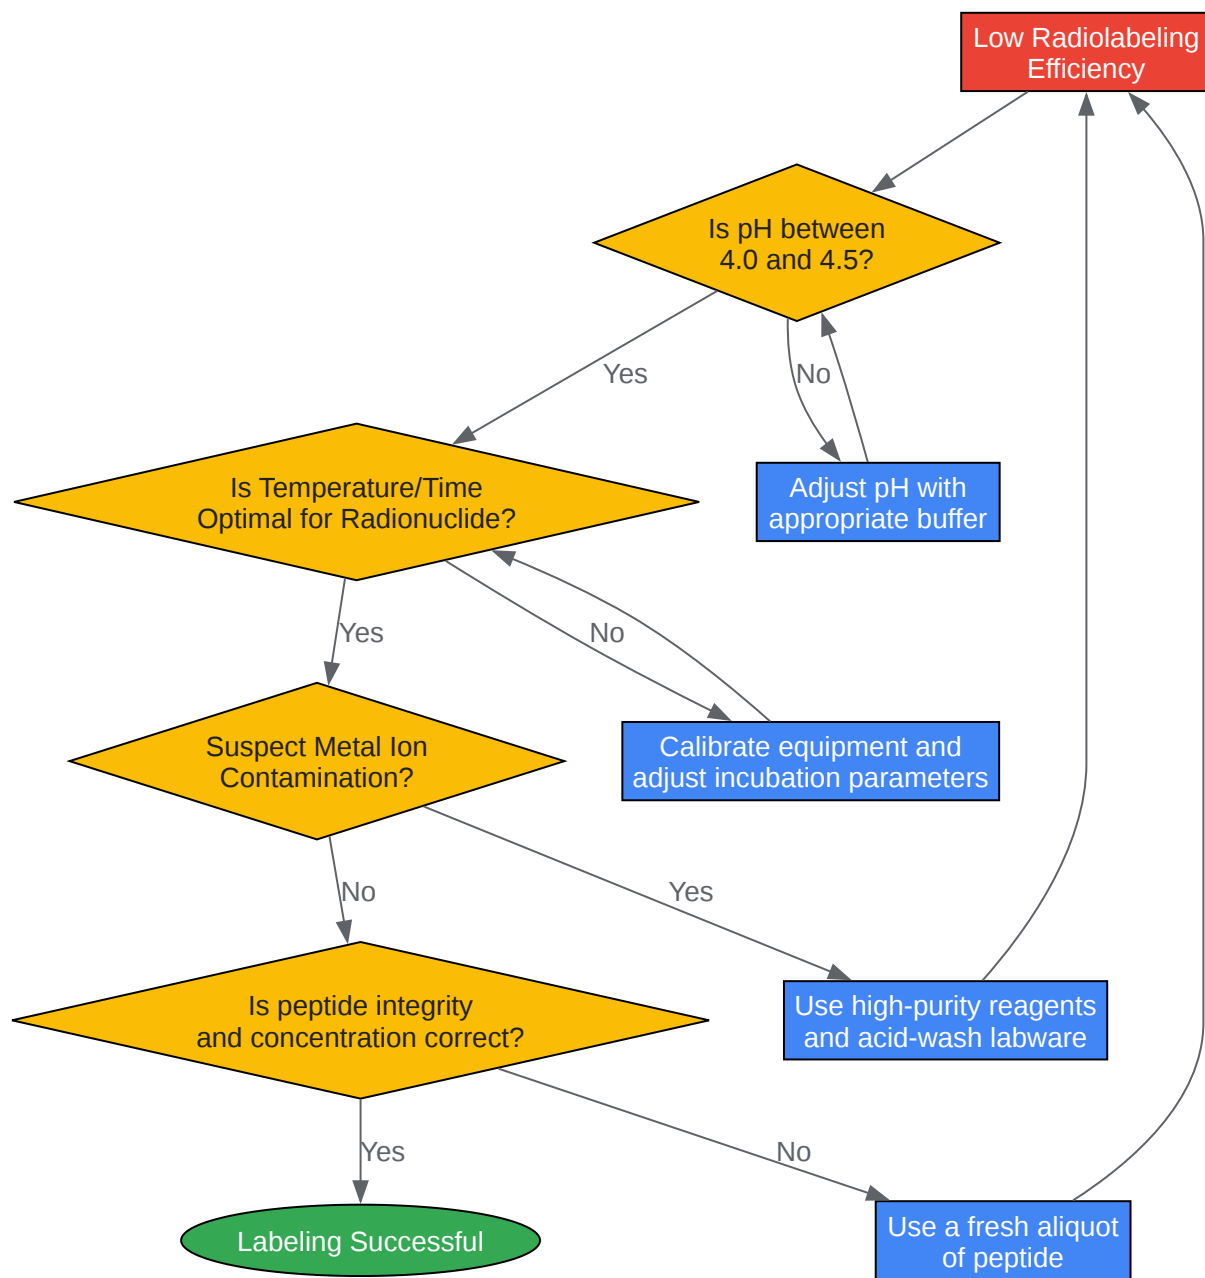 Low Radiolabeling
Efficiency
Is pH between
4.0 and 4.5?
Yes
No
Is Temperature/Time
Optimal for Radionuclide?
Adjust pH with
appropriate buffer
Yes
No
Suspect Metal Ion
Contamination?
Calibrate equipment and
adjust incubation parameters
No
Yes
Is peptide integrity
and concentration correct?
Use high-purity reagents
and acid-wash labware
Yes
No
Labeling Successful
Use a fresh aliquot
of peptide